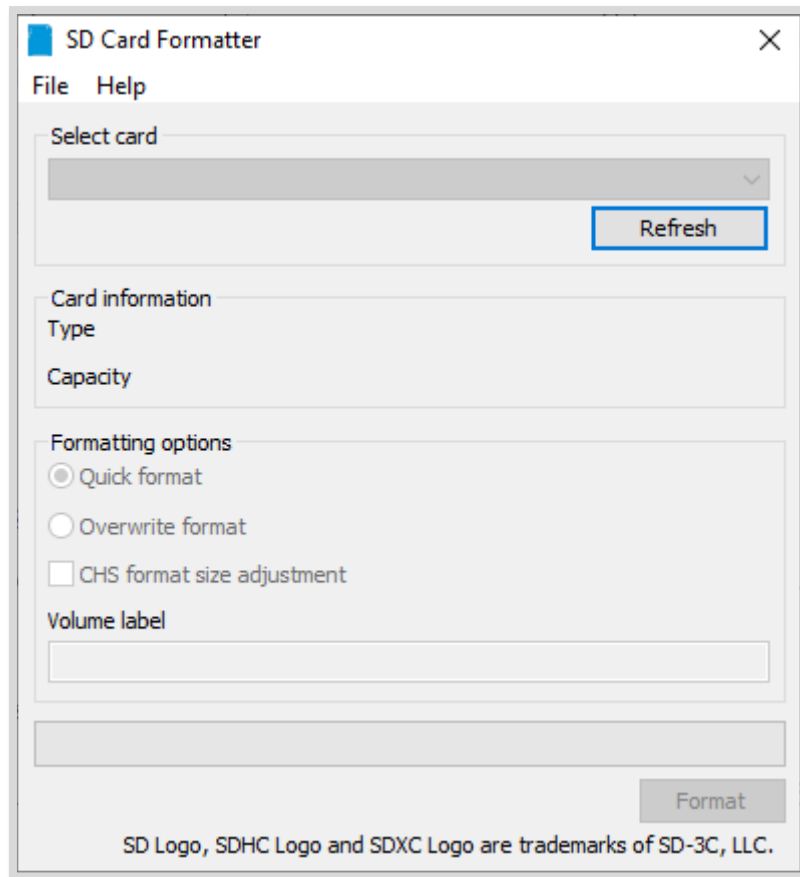 SD Card Formatter
File Help
Select card
Refresh
Card information
Type
Capacity
Formatting options
Quick format
Overwrite format
CHS format size adjustment
Volume label
Format
SD Logo, SDHC Logo and SDXC Logo are trademarks of SD-3C, LLC.